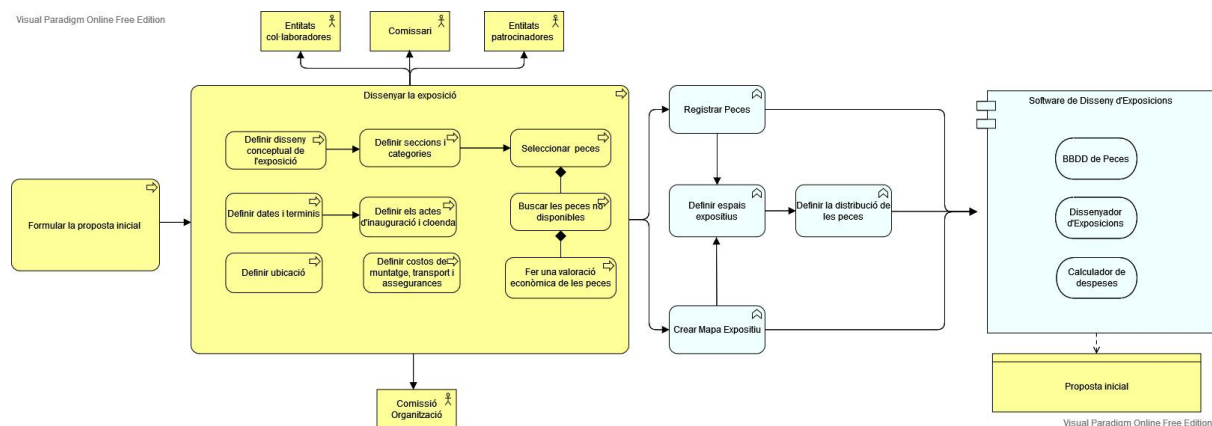 Visual Paradigm Online Free Edition
Entitats
col·laboradores
Comissari
Entitats
patrocinadores
Dissenyar la exposició
Definir disseny
conceptual de
l'exposició
Definir seccions i
categories
Seleccionar peces
Formular la proposta inicial
Definir dates i terminis
Definir els actes
d'inauguració i cloenda
Buscar les peces no
disponibles
Definir ubicació
Definir costos de
muntatge, transport i
assegurances
Fer una valoració
econòmica de les peces
Comissió
Organització
Registrar Peces
Definir espais
expositius
Definir la distribució de
les peces
Crear Mapa Expositiu
Software de Disseny d'Exposicions
BBDD de Peces
Dissenyador
d'Exposicions
Calculador de
despeses
Proposta inicial
Visual Paradigm Online Free Edition